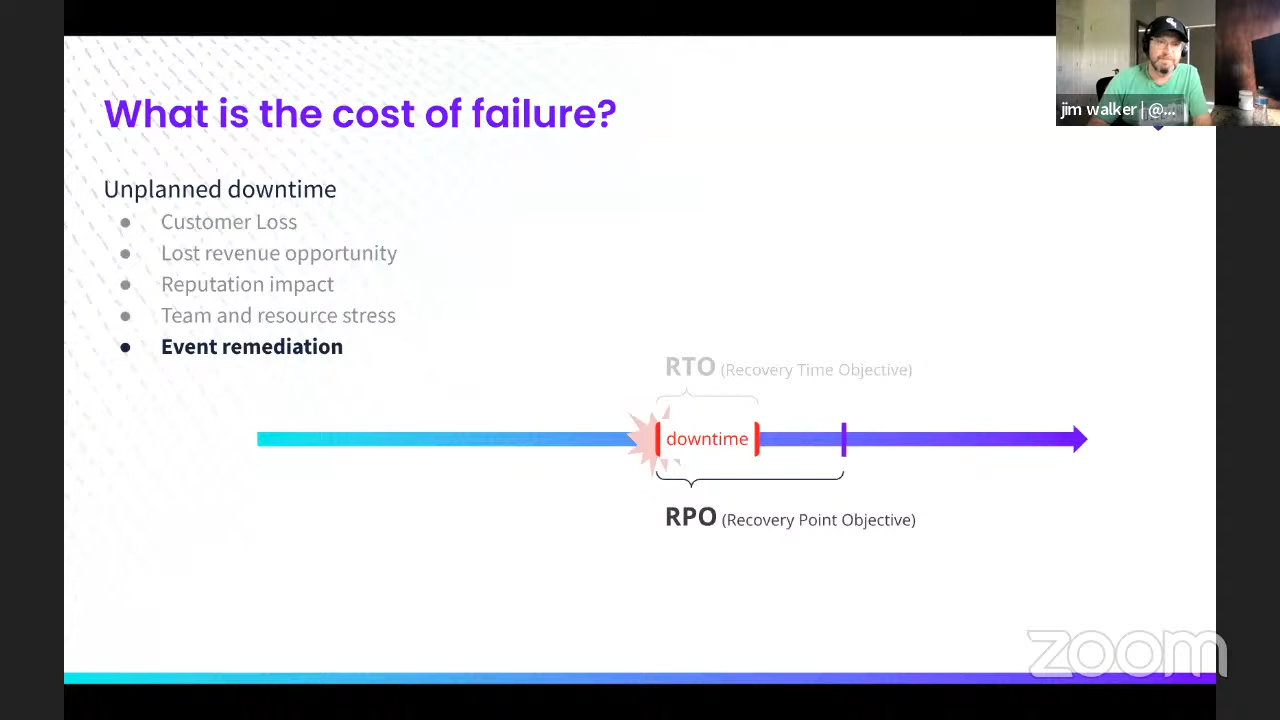 What is the cost of failure?
jim walker | @...
Unplanned downtime
● Customer Loss
● Lost revenue opportunity
● Reputation impact
● Team and resource stress
● Event remediation
RTO (Recovery Time Objective)
downtime
RPO (Recovery Point Objective)
zoom